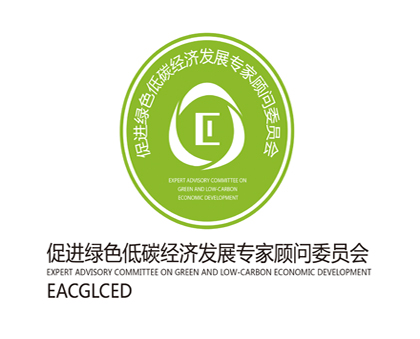 促进绿色低碳经济发展专家顾问委员会
EXPERT ADVISORY COMMITTEE ON
GREEN AND LOW-CARBON
ECONOMIC DEVELOPMENT
促进绿色低碳经济发展专家顾问委员会
EXPERT ADVISORY COMMITTEE ON GREEN AND LOW-CARBON ECONOMIC DEVELOPMENT
EACGLCED